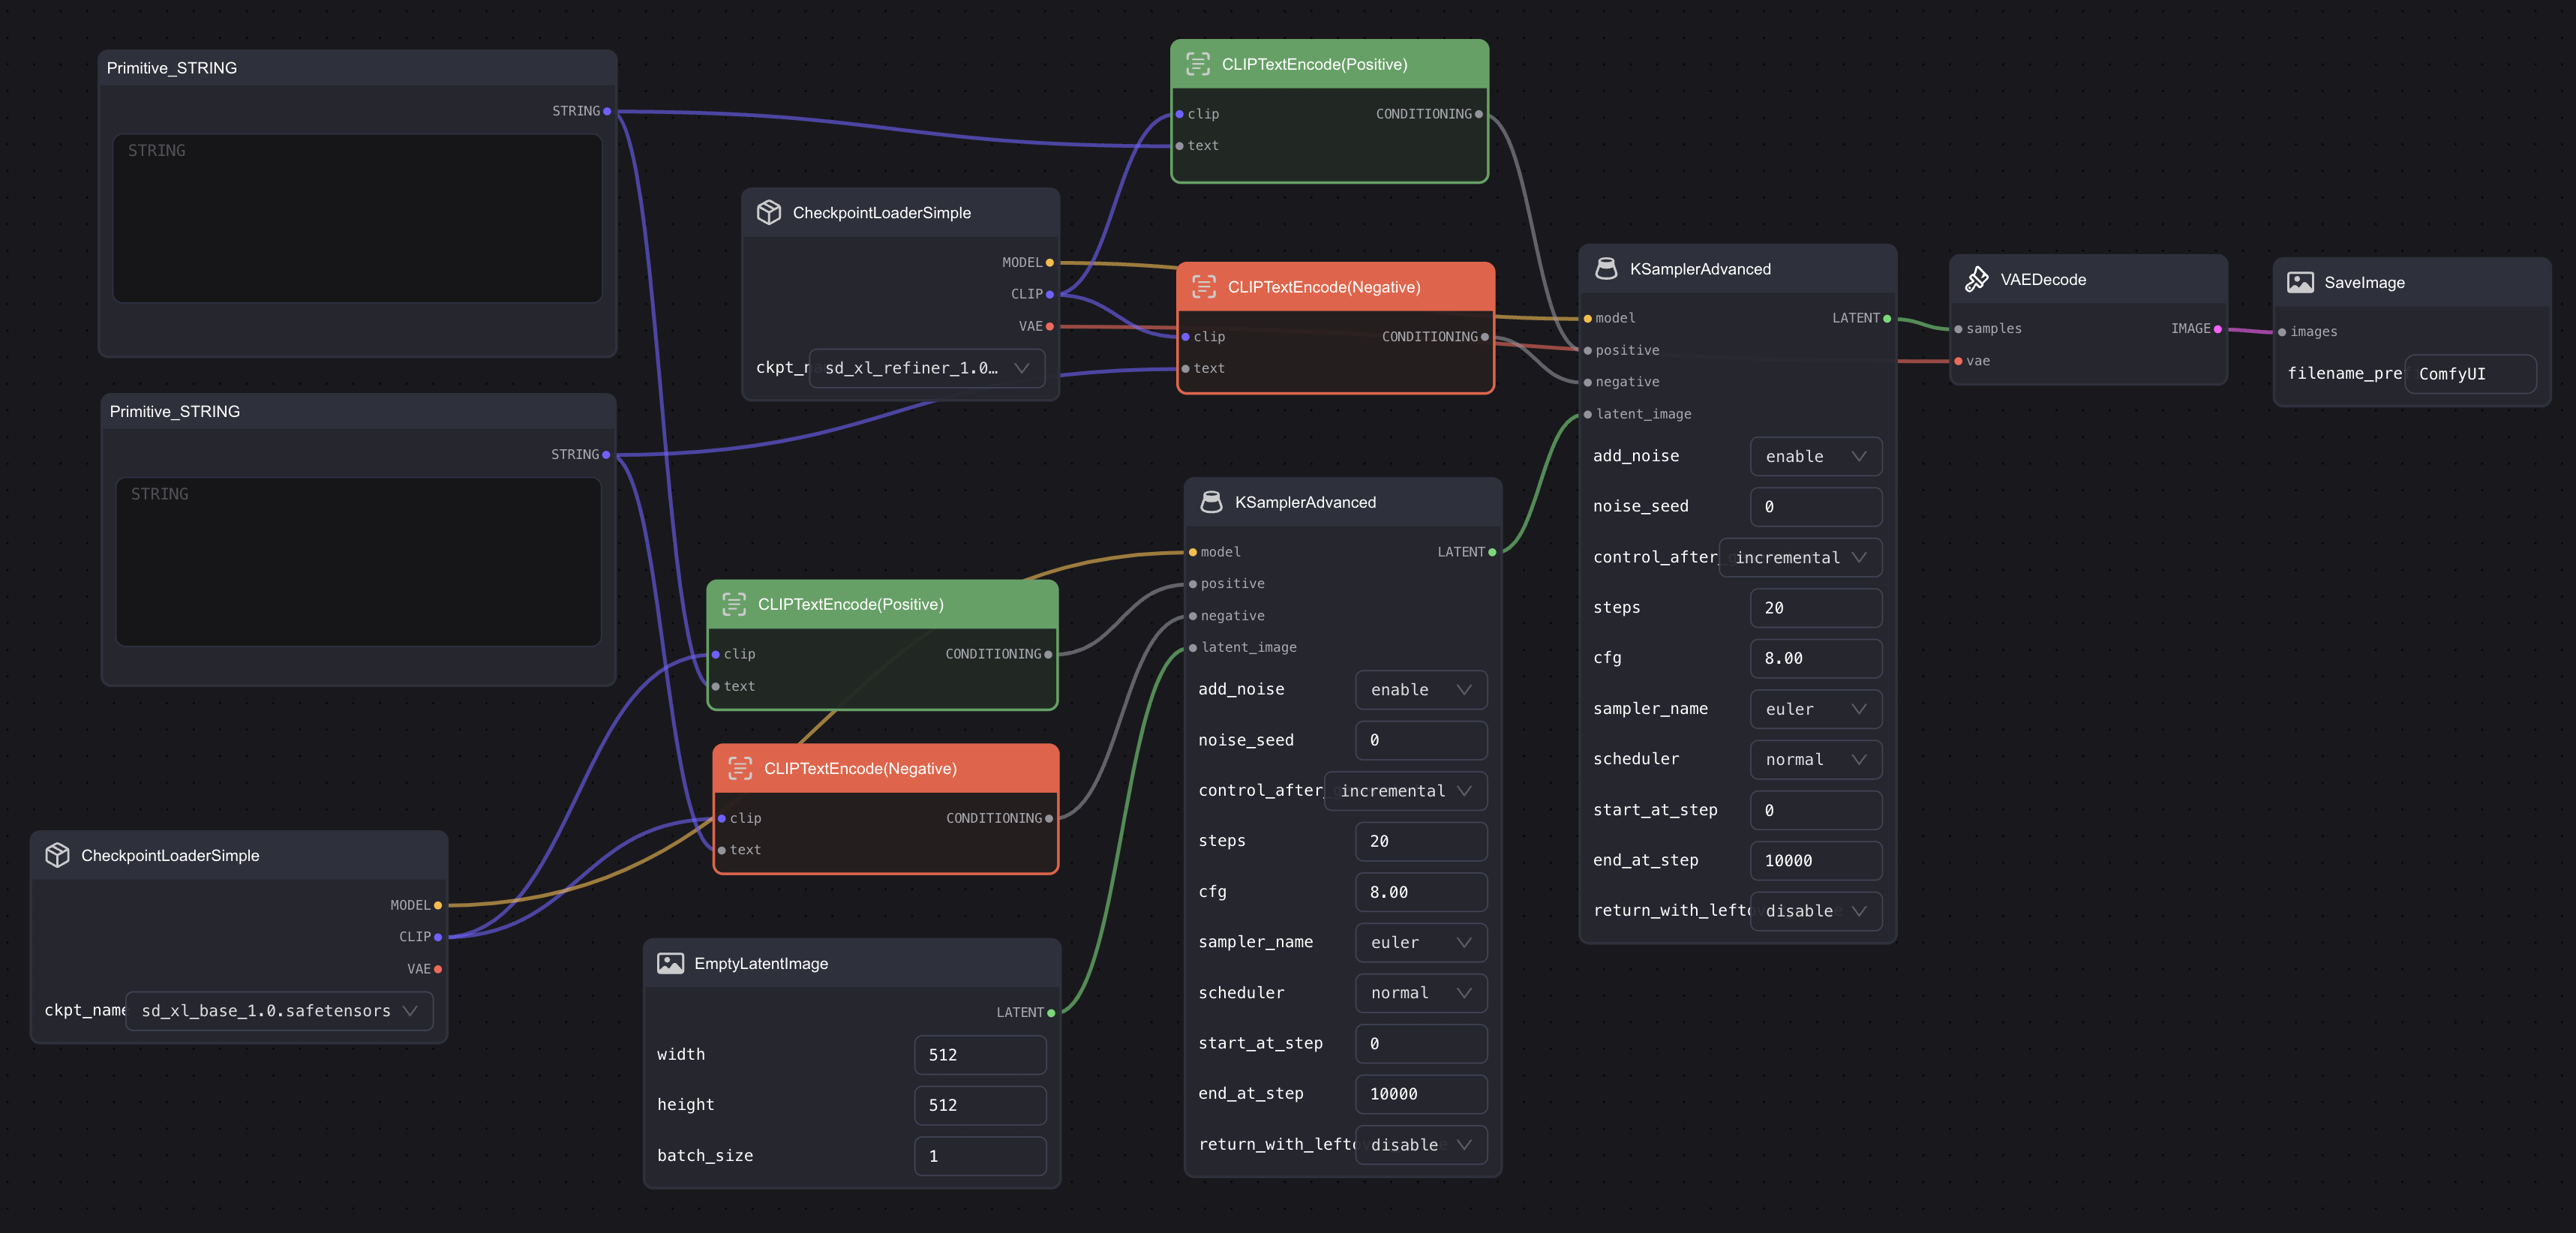 Primitive_STRING
STRING
STRING
Primitive_STRING
STRING
STRING
CheckpointLoaderSimple
MODEL
CLIP
VAE
ckpt_name
sd_xl_base_1.0.safetensors
CheckpointLoaderSimple
MODEL
CLIP
VAE
ckpt_n
sd_xl_refiner_1.0…
CLIPTextEncode(Positive)
clip
CONDITIONING
text
CLIPTextEncode(Negative)
clip
CONDITIONING
text
EmptyLatentImage
LATENT
width
512
height
512
batch_size
1
CLIPTextEncode(Positive)
clip
CONDITIONING
text
CLIPTextEncode(Negative)
clip
CONDITIONING
text
KSamplerAdvanced
model
LATENT
positive
negative
latent_image
add_noise
enable
noise_seed
0
control_after_
incremental
steps
20
cfg
8.00
sampler_name
euler
scheduler
normal
start_at_step
0
end_at_step
10000
return_with_lefto
disable
KSamplerAdvanced
model
LATENT
positive
negative
latent_image
add_noise
enable
noise_seed
0
control_after_
incremental
steps
20
cfg
8.00
sampler_name
euler
scheduler
normal
start_at_step
0
end_at_step
10000
return_with_lefto
disable
VAEDecode
samples
IMAGE
vae
SaveImage
images
filename_pre
ComfyUI